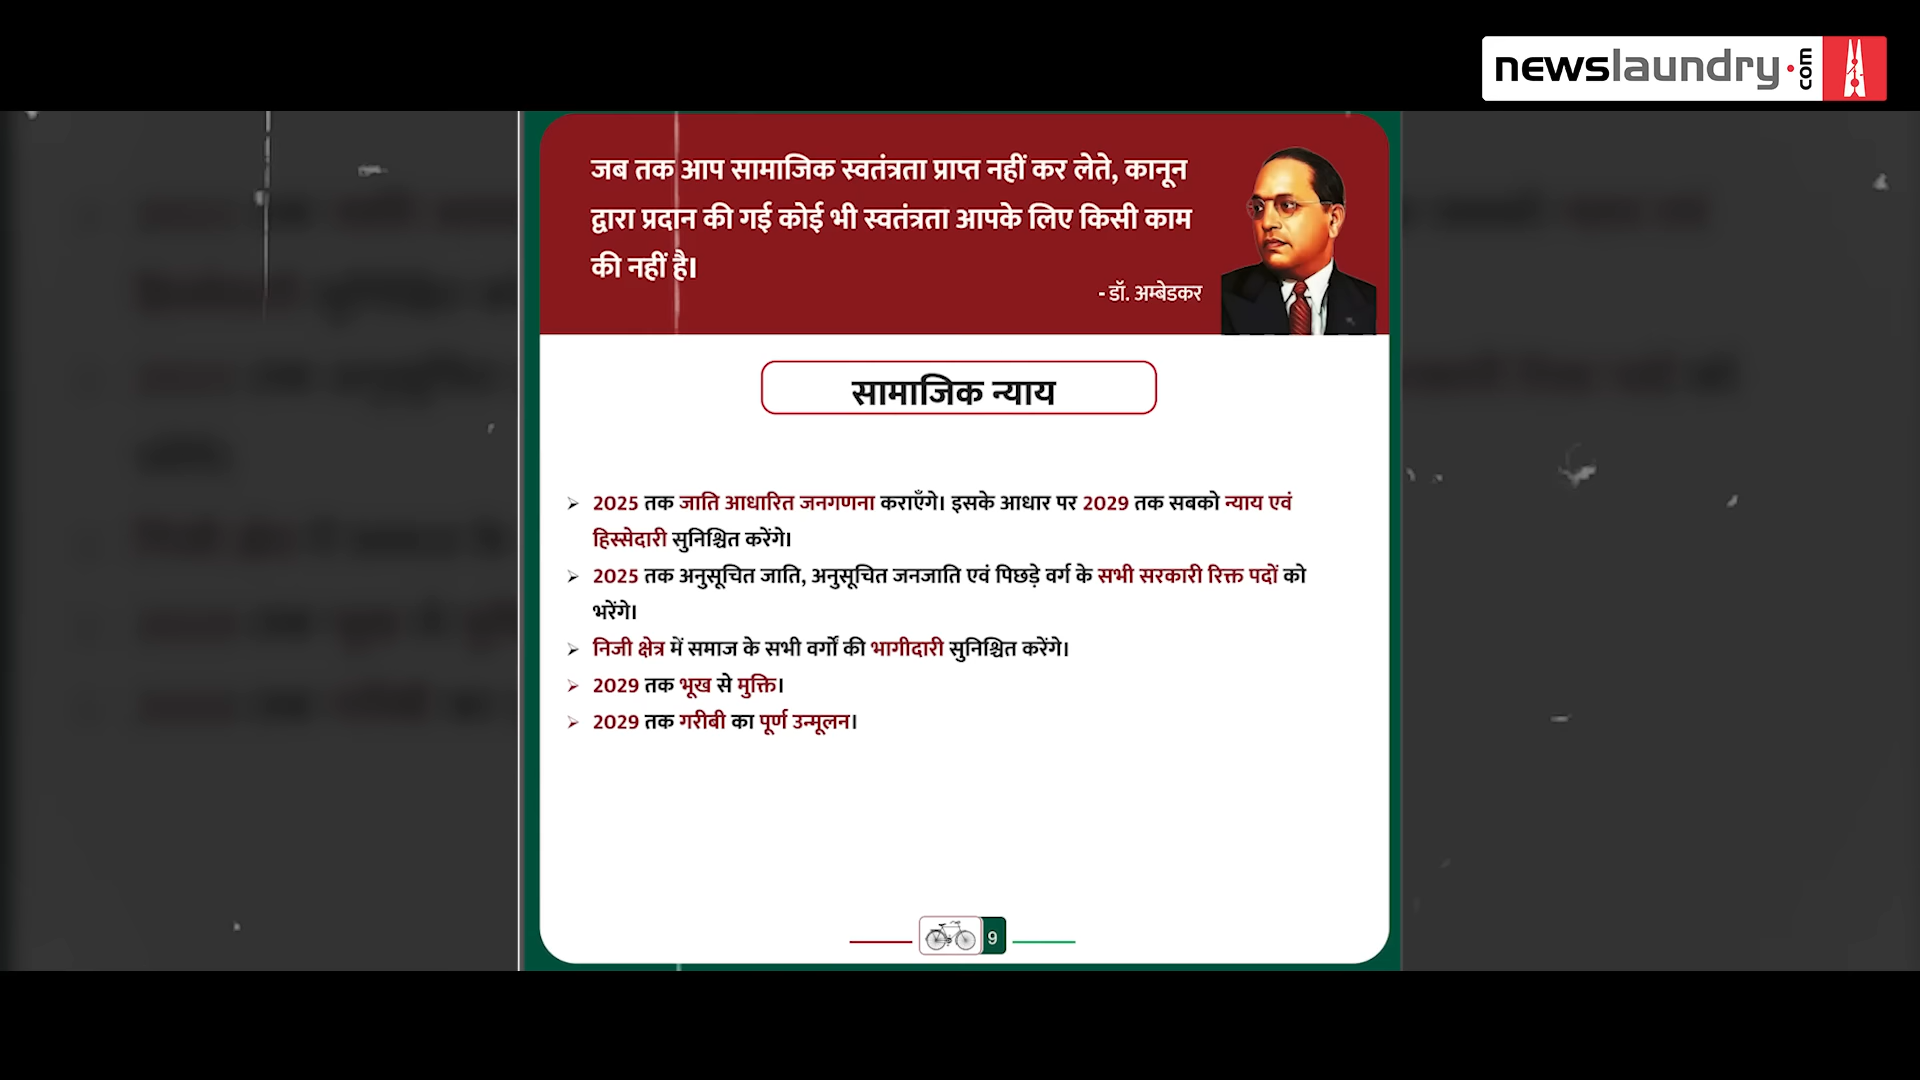 newslaundry.com
जब तक आप सामाजिक स्वतंत्रता प्राप्त नहीं कर लेते, कानून
द्वारा प्रदान की गई कोई भी स्वतंत्रता आपके लिए किसी काम
की नहीं है।
- डॉ. अम्बेडकर
सामाजिक न्याय
➢ 2025 तक जाति आधारित जनगणना कराएँगे। इसके आधार पर 2029 तक सबको न्याय एवं
हिस्सेदारी सुनिश्चित करेंगे।
➢ 2025 तक अनुसूचित जाति, अनुसूचित जनजाति एवं पिछड़े वर्ग के सभी सरकारी रिक्त पदों को
भरेंगे।
➢ निजी क्षेत्र में समाज के सभी वर्गों की भागीदारी सुनिश्चित करेंगे।
➢ 2029 तक भूख से मुक्ति।
➢ 2029 तक गरीबी का पूर्ण उन्मूलन।
9